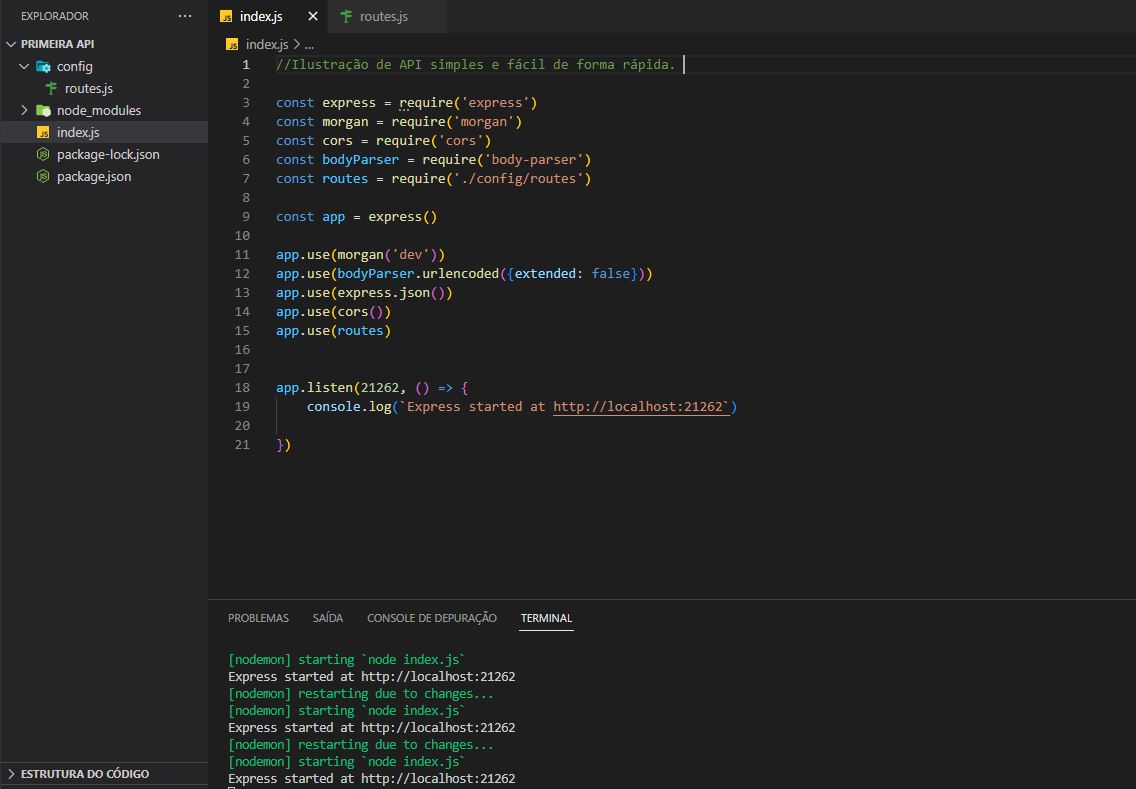 EXPLORADOR
PRIMEIRA API
config
routes.js
node_modules
index.js
package-lock.json
package.json
ESTRUTURA DO CÓDIGO
index.js
routes.js
index.js > ...
1 //Ilustração de API simples e fácil de forma rápida.
2
3 const express = require('express')
4 const morgan = require('morgan')
5 const cors = require('cors')
6 const bodyParser = require('body-parser')
7 const routes = require('./config/routes')
8
9 const app = express()
10
11 app.use(morgan('dev'))
12 app.use(bodyParser.urlencoded({extended: false}))
13 app.use(express.json())
14 app.use(cors())
15 app.use(routes)
16
17
18 app.listen(21262, () => {
19     console.log(`Express started at http://localhost:21262`)
20
21 })
PROBLEMAS SAÍDA CONSOLE DE DEPURAÇÃO TERMINAL
[nodemon] starting `node index.js`
Express started at http://localhost:21262
[nodemon] restarting due to changes...
[nodemon] starting `node index.js`
Express started at http://localhost:21262
[nodemon] restarting due to changes...
[nodemon] starting `node index.js`
Express started at http://localhost:21262